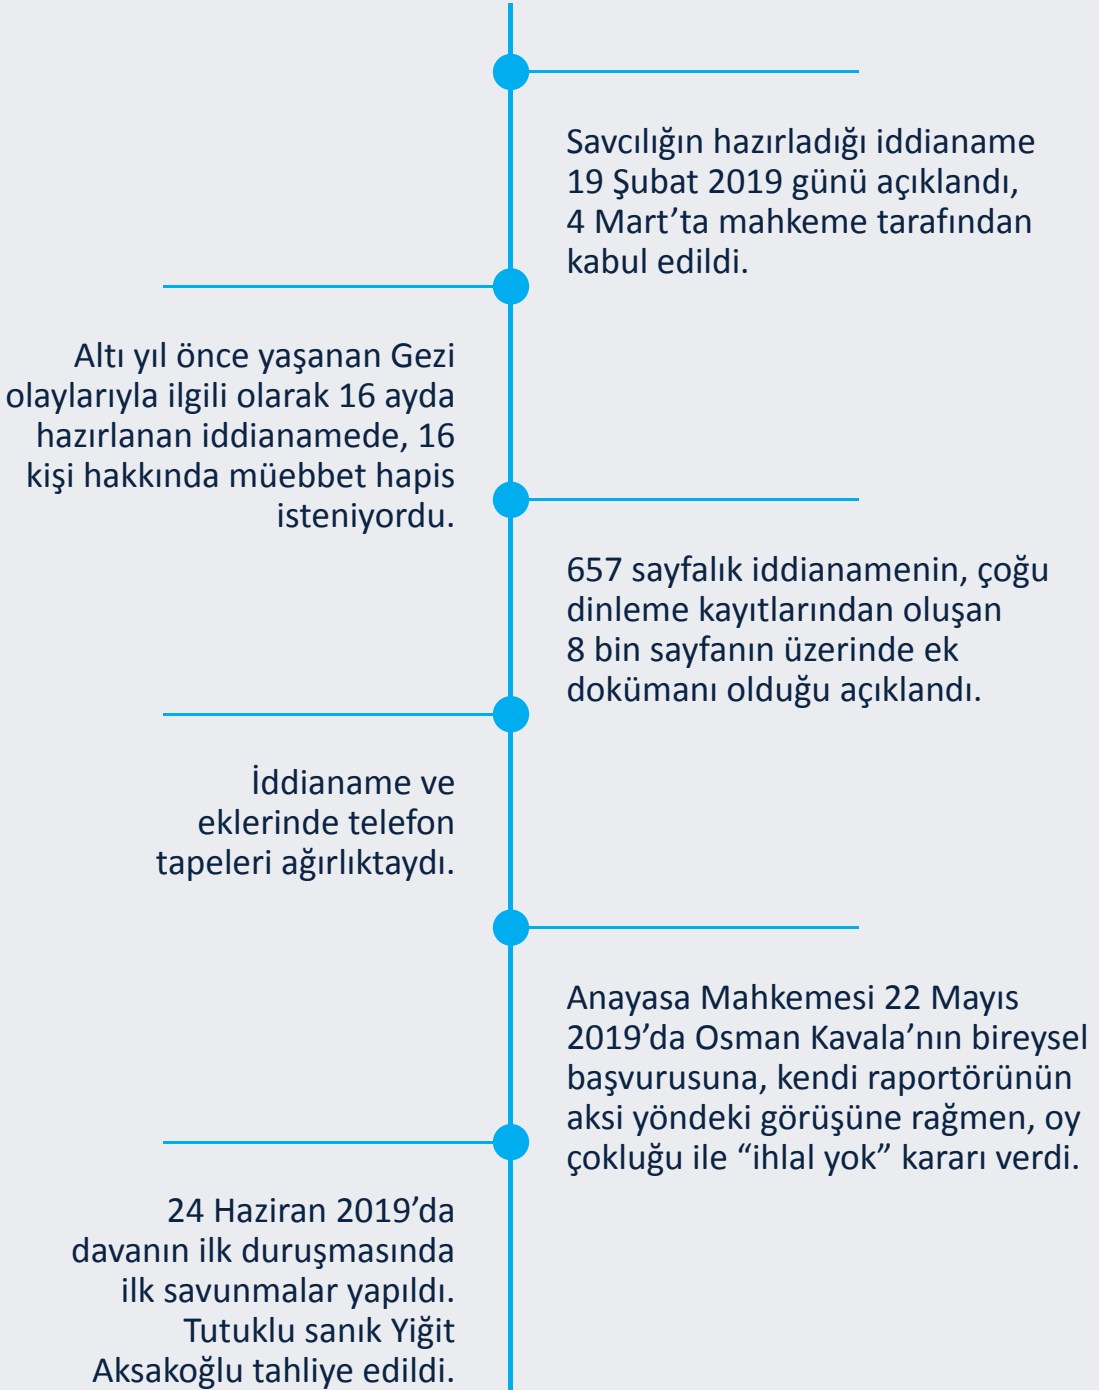 Savcılığın hazırladığı iddianame
19 Şubat 2019 günü açıklandı,
4 Mart’ta mahkeme tarafından
kabul edildi.
Altı yıl önce yaşanan Gezi
olaylarıyla ilgili olarak 16 ayda
hazırlanan iddianamede, 16
kişi hakkında müebbet hapis
isteniyordu.
657 sayfalık iddianamenin, çoğu
dinleme kayıtlarından oluşan
8 bin sayfanın üzerinde ek
dokümanı olduğu açıklandı.
İddianame ve
eklerinde telefon
tapeleri ağırlıktaydı.
Anayasa Mahkemesi 22 Mayıs
2019’da Osman Kavala’nın bireysel
başvurusuna, kendi raportörünün
aksi yöndeki görüşüne rağmen, oy
çokluğu ile “ihlal yok” kararı verdi.
24 Haziran 2019’da
davanın ilk duruşmasında
ilk savunmalar yapıldı.
Tutuklu sanık Yiğit
Aksakoğlu tahliye edildi.